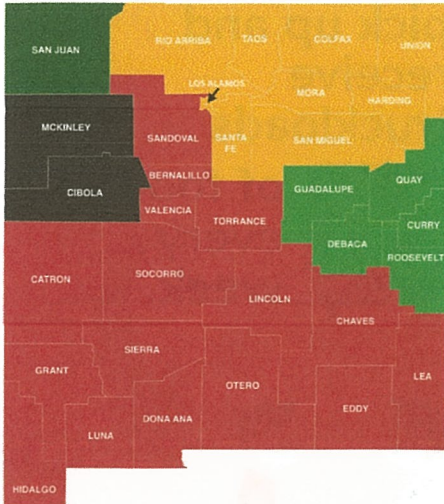 SAN JUAN
RIO ARRIBA
TAOS
COLFAX
UNION
LOS ALAMOS
MORA
HARDING
MCKINLEY
SANDOVAL
SANTA
FE
SAN MIGUEL
CIBOLA
BERNALILLO
GUADALUPE
QUAY
VALENCIA
TORRANCE
CURRY
DEBACA
ROOSEVELT
CATRON
SOCORRO
LINCOLN
CHAVES
SIERRA
GRANT
OTERO
LEA
EDDY
DONA ANA
LUNA
HIDALGO